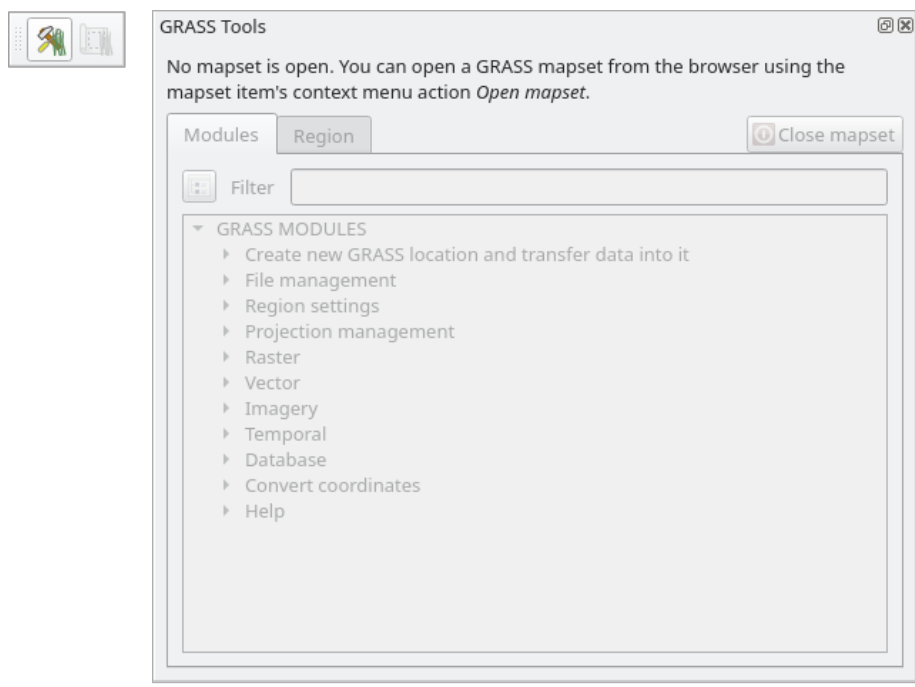 GRASS Tools
No mapset is open. You can open a GRASS mapset from the browser using the
mapset item's context menu action Open mapset.
Modules
Region
Close mapset
Filter
GRASS MODULES
Create new GRASS location and transfer data into it
File management
Region settings
Projection management
Raster
Vector
Imagery
Temporal
Database
Convert coordinates
Help